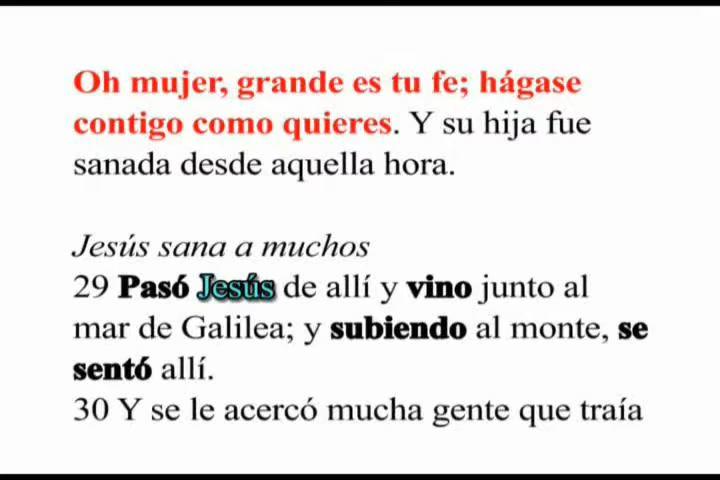 Oh mujer, grande es tu fe; hágase
contigo como quieres. Y su hija fue
sanada desde aquella hora.
Jesús sana a muchos
29 Pasó Jesús de allí y vino junto al
mar de Galilea; y subiendo al monte, se
sentó allí.
30 Y se le acercó mucha gente que traía